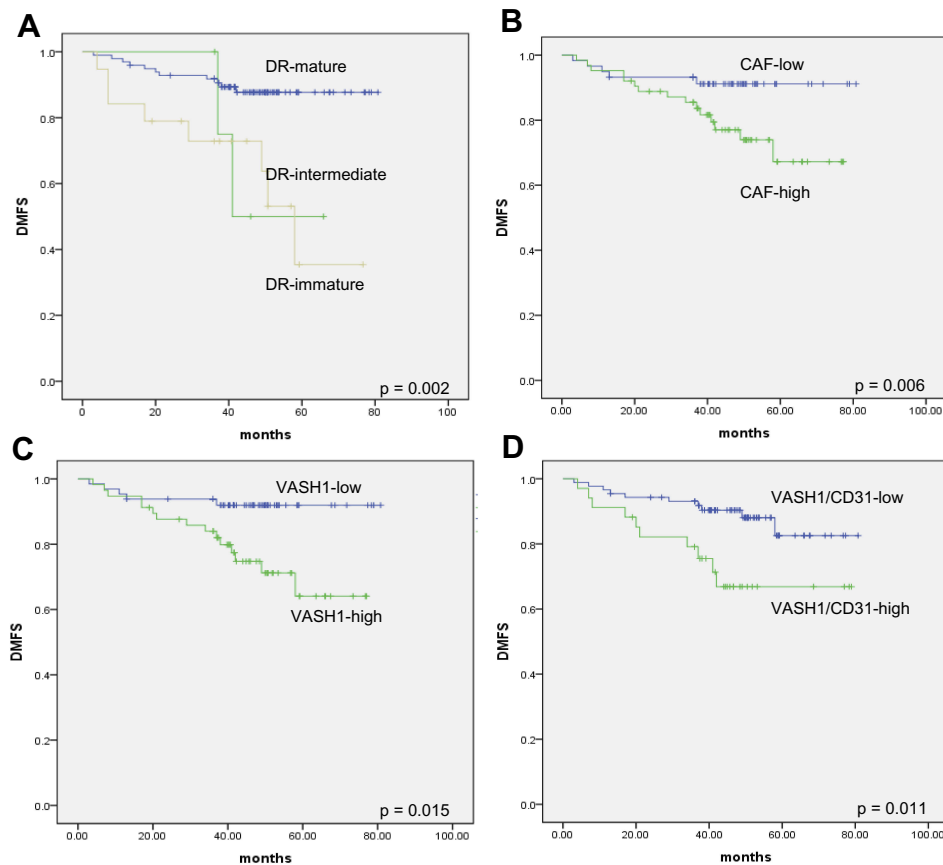 A
1.0
0.8
0.6
0.4
0.2
0.0
DMFS
DR-mature
DR-intermediate
DR-immature
p = 0.002
0 20 40 60 80 100
months
B
1.0
0.8
0.6
0.4
0.2
0.0
DMFS
CAF-low
CAF-high
p = 0.006
0.00 20.00 40.00 60.00 80.00 100.00
months
C
1.0
0.8
0.6
0.4
0.2
0.0
DMFS
VASH1-low
VASH1-high
p = 0.015
0.00 20.00 40.00 60.00 80.00 100.00
months
D
1.0
0.8
0.6
0.4
0.2
0.0
DMFS
VASH1/CD31-low
VASH1/CD31-high
p = 0.011
0.00 20.00 40.00 60.00 80.00 100.00
months